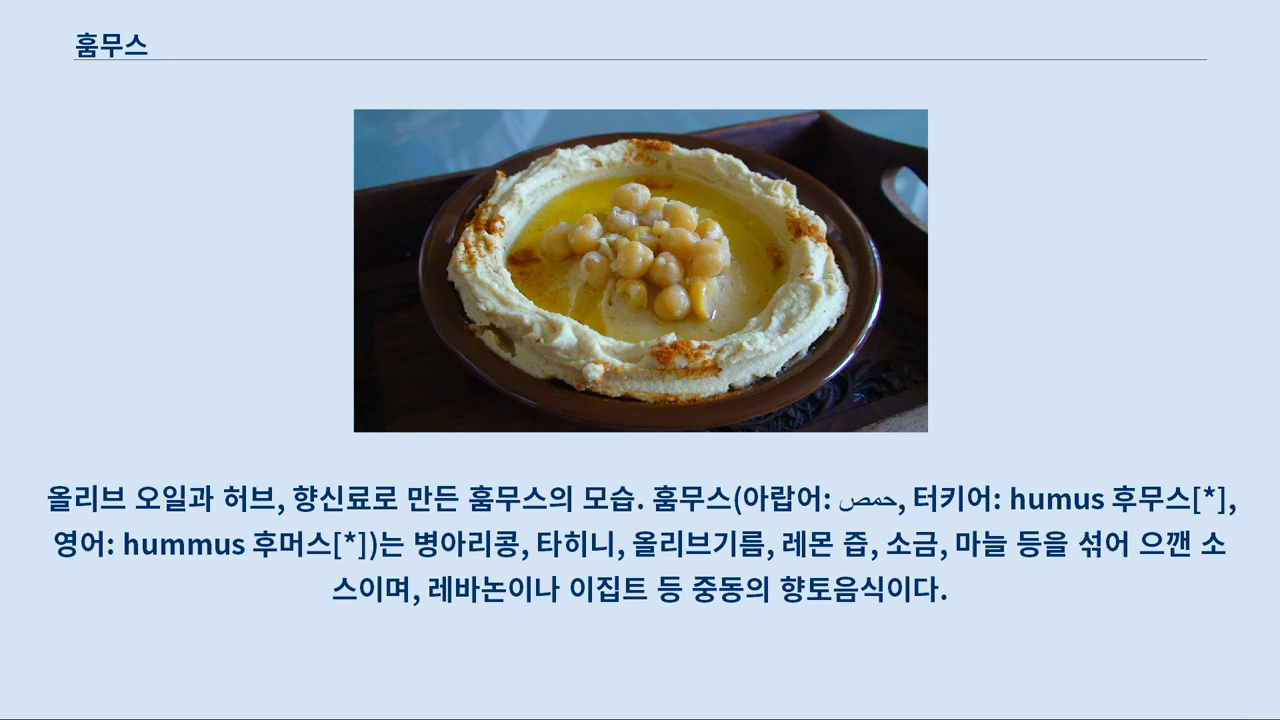 훔무스
올리브 오일과 허브, 향신료로 만든 훔무스의 모습. 훔무스(아랍어: حمص, 터키어: humus 후무스[*],
영어: hummus 후머스[*])는 병아리콩, 타히니, 올리브기름, 레몬 즙, 소금, 마늘 등을 섞어 으깬 소
스이며, 레바논이나 이집트 등 중동의 향토음식이다.